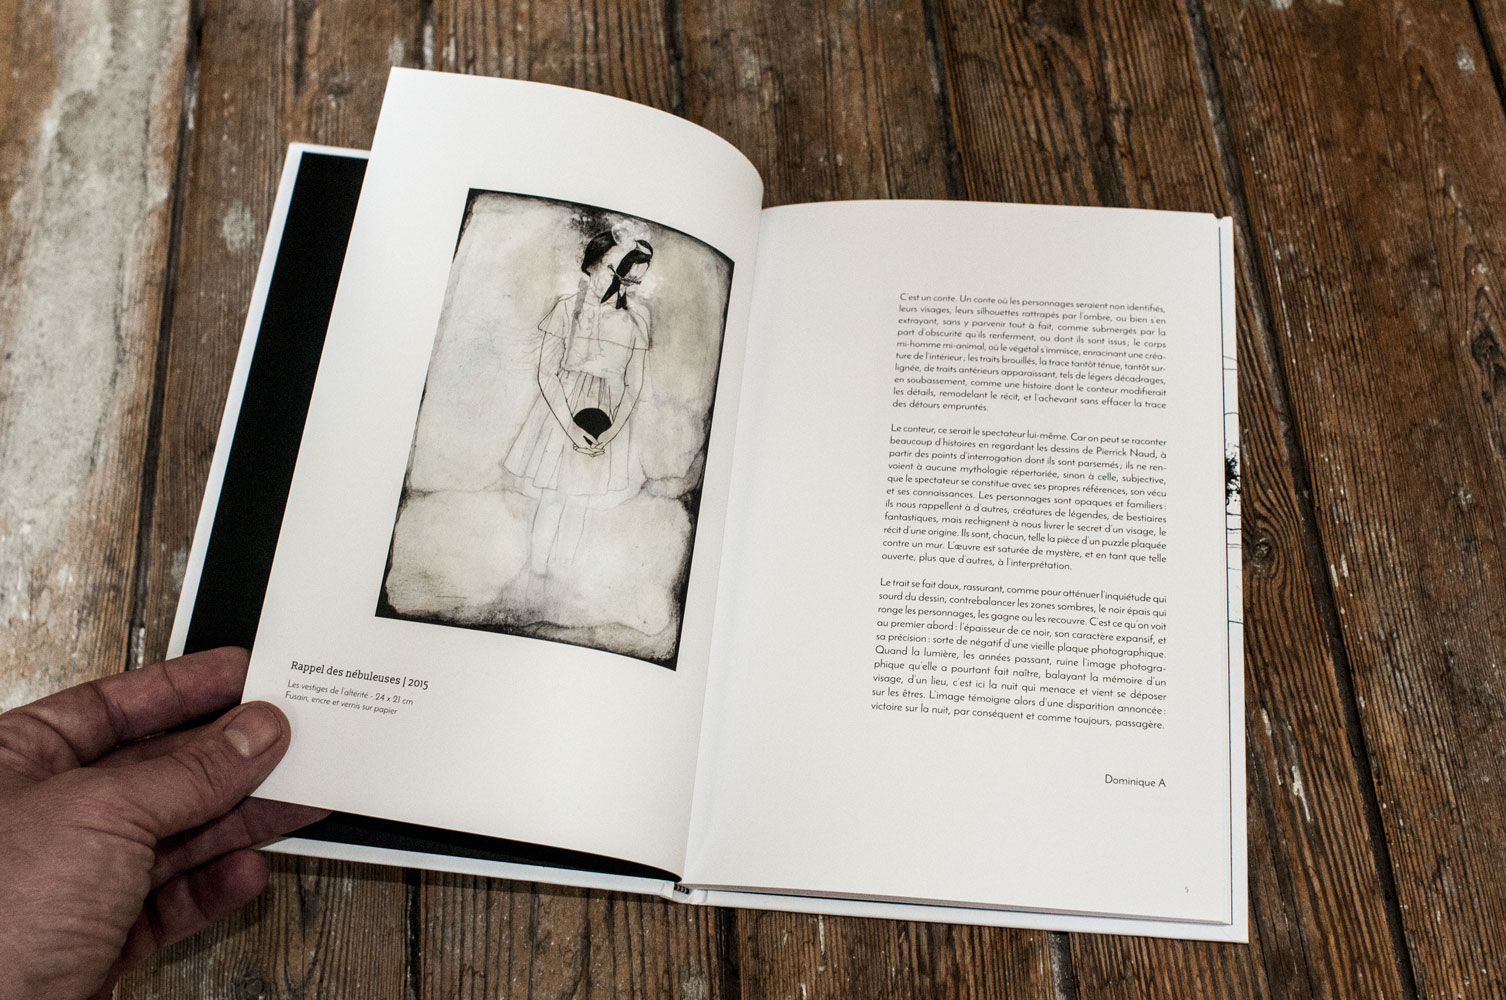 Rappel des nébuleuses | 2015
Les vestiges de l'altérité - 24 x 21 cm
Fusain, encre et vernis sur papier
C'est un conte. Un conte où les personnages seraient non identifiés,
leurs visages, leurs silhouettes rattrapés par l'ombre, ou bien s'en
extrayant, sans y parvenir tout à fait, comme submergés par la
part d'obscurité qu'ils renferment, ou dont ils sont issus ; le corps
mi-homme mi-animal, où le végétal s'immisce, enracinant une créa-
ture de l'intérieur ; les traits brouillés, la trace tantôt ténue, tantôt sur-
lignée, de traits antérieurs apparaissant, tels de légers décadrages,
en soubassement, comme une histoire dont le conteur modifierait
les détails, remodelant le récit, et l'achevant sans effacer la trace
des détours empruntés.
Le conteur, ce serait le spectateur lui-même. Car on peut se raconter
beaucoup d'histoires en regardant les dessins de Pierrick Naud, à
partir des points d'interrogation dont ils sont parsemés ; ils ne ren-
voient à aucune mythologie répertoriée, sinon à celle, subjective,
que le spectateur se constitue avec ses propres références, son vécu
et ses connaissances. Les personnages sont opaques et familiers :
ils nous rappellent à d'autres, créatures de légendes, de bestiaires
fantastiques, mais rechignent à nous livrer le secret d'un visage, le
récit d'une origine. Ils sont, chacun, telle la pièce d'un puzzle plaquée
contre un mur. L'œuvre est saturée de mystère, et en tant que telle
ouverte, plus que d'autres, à l'interprétation.
Le trait se fait doux, rassurant, comme pour atténuer l'inquiétude qui
sourd du dessin, contrebalancer les zones sombres, le noir épais qui
ronge les personnages, les gagne ou les recouvre. C'est ce qu'on voit
au premier abord : l'épaisseur de ce noir, son caractère expansif, et
sa précision : sorte de négatif d'une vieille plaque photographique.
Quand la lumière, les années passant, ruine l'image photogra-
phique qu'elle a pourtant fait naître, balayant la mémoire d'un
visage, d'un lieu, c'est ici la nuit qui menace et vient se déposer
sur les êtres. L'image témoigne alors d'une disparition annoncée :
victoire sur la nuit, par conséquent et comme toujours, passagère.
Dominique A
5